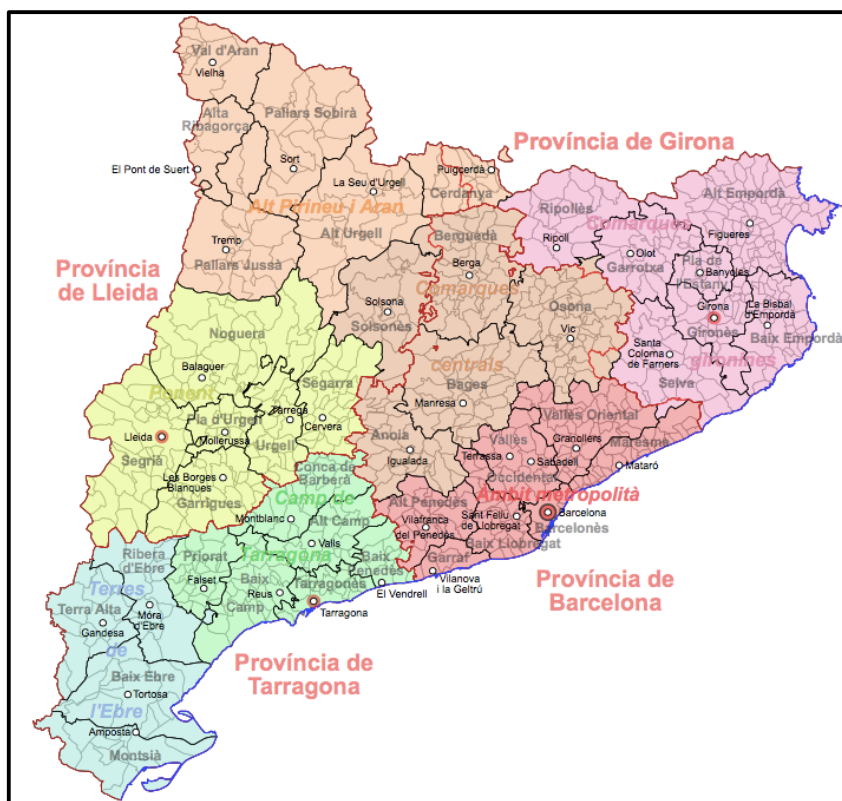 Val d'Aran
Vielha
Alta
Ribagorça
Pallars Sobirà
Província de Girona
El Pont de Suert
Sort
La Seu d'Urgell
Puigcerdà
Cerdanya
Alt Pirineu i Aran
Alt Urgell
Ripollès
Ripoll
Comarques
Alt Empordà
Figueres
Olot
Garrotxa
Pla de
l'Estany
Banyoles
Tremp
Pallars Jussà
Berguedà
Berga
Comarques
Província
de Lleida
Solsona
Solsonès
Osona
Vic
Girona
Gironès
La Bisbal
d'Empordà
Baix Empordà
Santa
Coloma
de Farners
Selva
gironines
Noguera
Balaguer
Ponent
Segarra
centrals
Bages
Manresa
Pla d'Urgell
Mollerussa
Tàrrega
Cervera
Urgell
Lleida
Segrià
Les Borges
Blanques
Garrigues
Anoia
Igualada
Vallès Oriental
Granollers
Maresme
Mataró
Vallès
Terrassa
Sabadell
Occidental
Àmbit metropolità
Conca de
Barberà
Camp de
Montblanc
Alt Camp
Valls
Alt Penedès
Vilafranca
del Penedès
Sant Feliu
de Llobregat
Baix Llobregat
Barcelona
Barcelonès
Garraf
Vilanova
i la Geltrú
Província de
Barcelona
Ribera
d'Ebre
Priorat
Falset
Tarragona
Baix
Camp
Reus
Tarragonès
Baix
Penedès
El Vendrell
Tarragona
Terres
Terra Alta
Gandesa
Móra
d'Ebre
de
Província de
Tarragona
Baix Ebre
Tortosa
l'Ebre
Amposta
Montsià